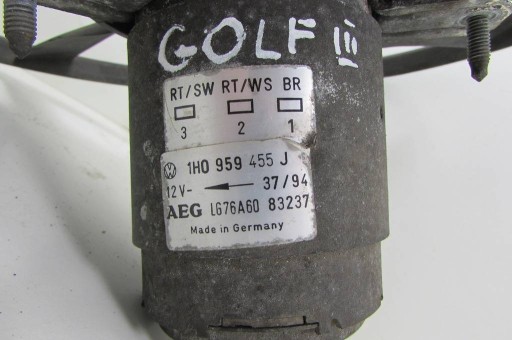 GOLF III
RT/SW RT/WS BR
3 2 1
1H0 959 455 J
12V- 37/94
AEG LG76A60 83237
Made in Germany